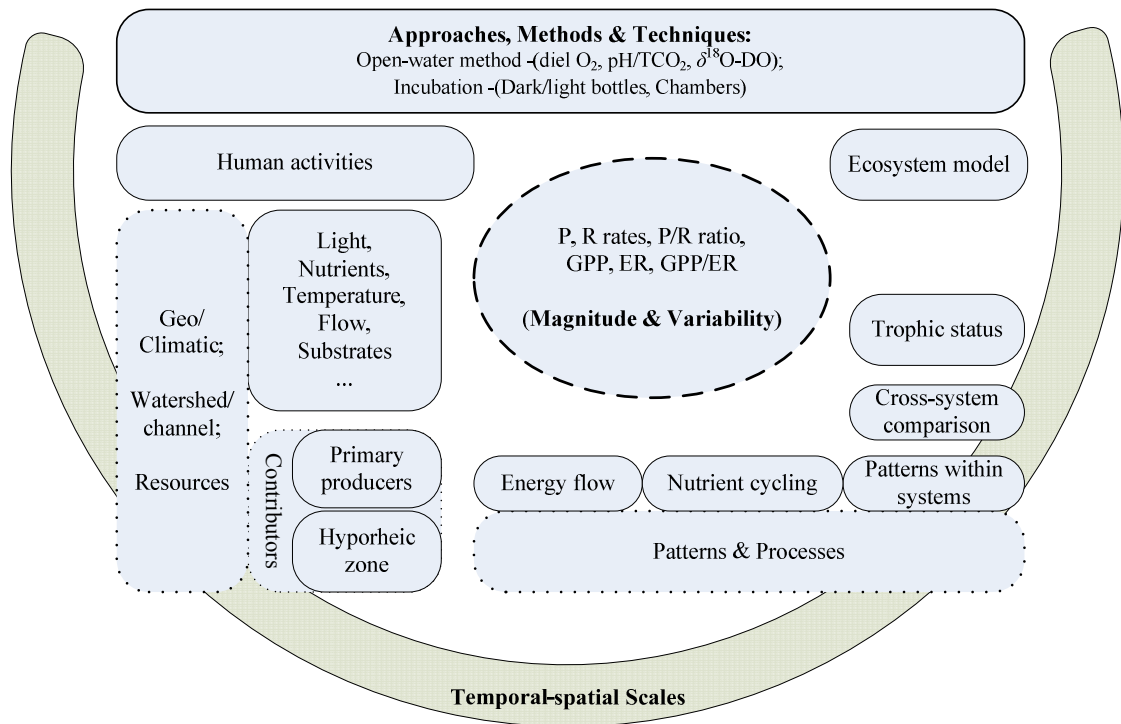 Approaches, Methods & Techniques:
Open-water method -(diel O₂, pH/TCO₂, δ¹⁸O-DO);
Incubation -(Dark/light bottles, Chambers)
Human activities
Ecosystem model
Light,
Nutrients,
Temperature,
Flow,
Substrates
...
P, R rates, P/R ratio,
GPP, ER, GPP/ER
(Magnitude & Variability)
Geo/
Climatic;
Watershed/
channel;
Resources
Trophic status
Cross-system
comparison
Contributors
Primary
producers
Hyporheic
zone
Energy flow
Nutrient cycling
Patterns within
systems
Patterns & Processes
Temporal-spatial Scales